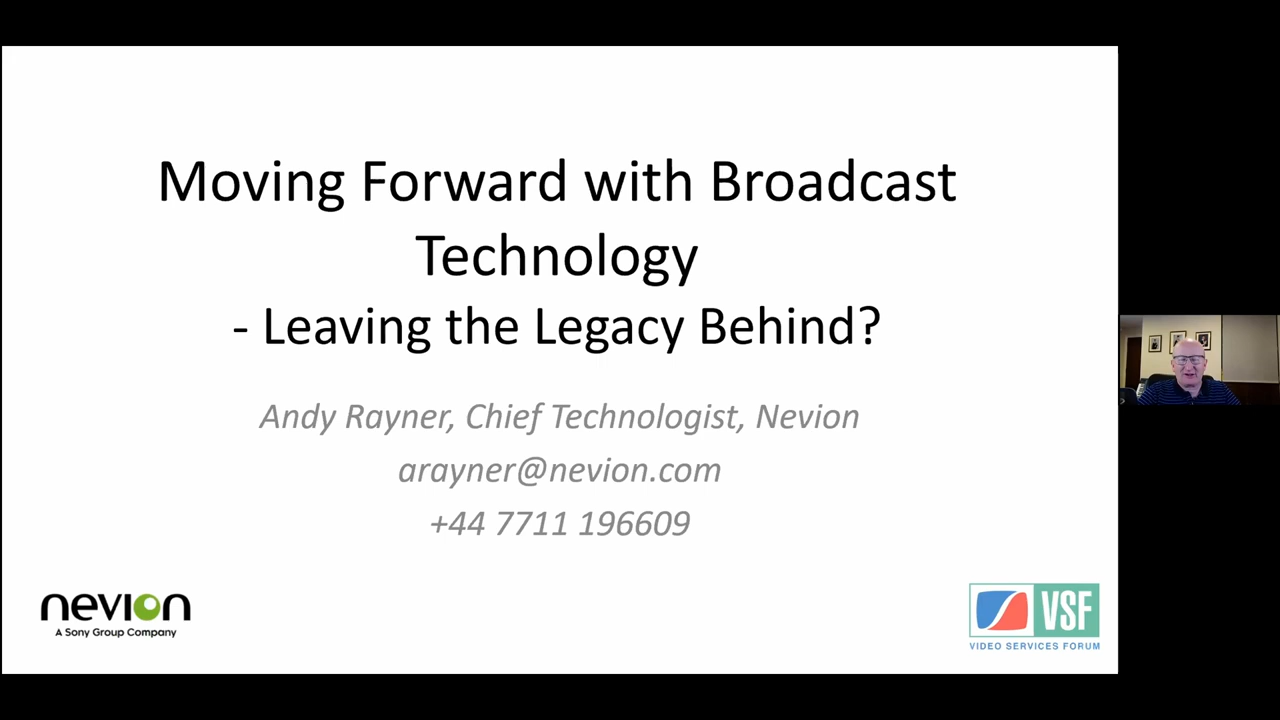 Moving Forward with Broadcast
Technology
- Leaving the Legacy Behind?
Andy Rayner, Chief Technologist, Nevion
arayner@nevion.com
+44 7711 196609
nevion
A Sony Group Company
VSF
VIDEO SERVICES FORUM